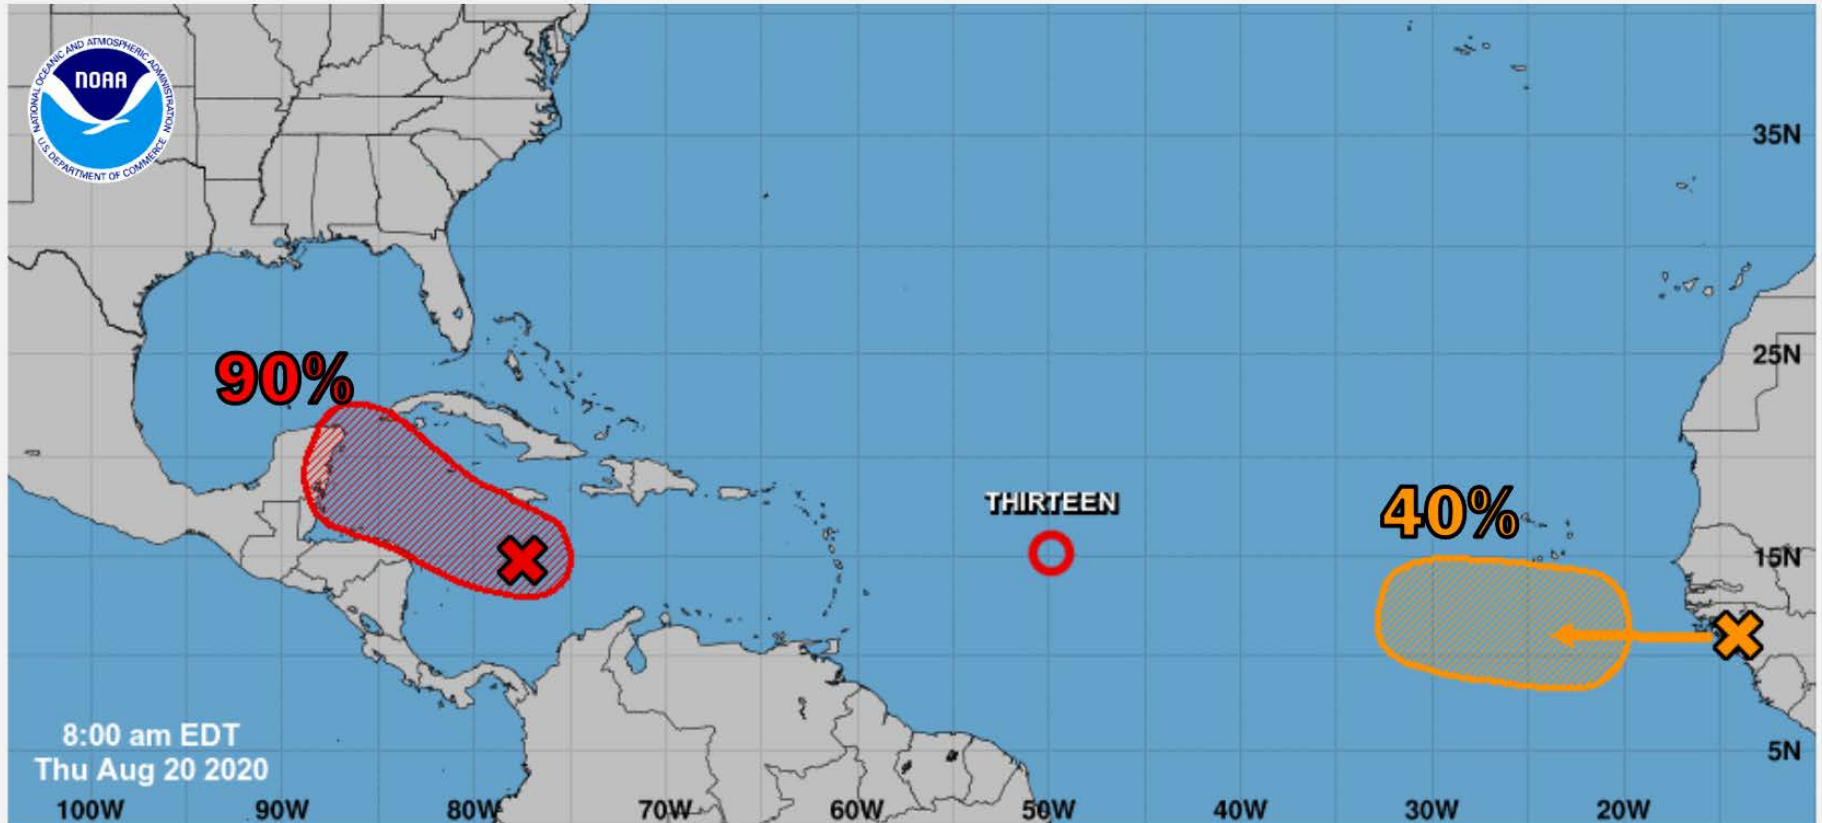 NATIONAL OCEANIC AND ATMOSPHERIC ADMINISTRATION
NOAA
U.S. DEPARTMENT OF COMMERCE
35N
25N
90%
THIRTEEN
40%
15N
8:00 am EDT
Thu Aug 20 2020
5N
100W 90W 80W 70W 60W 50W 40W 30W 20W